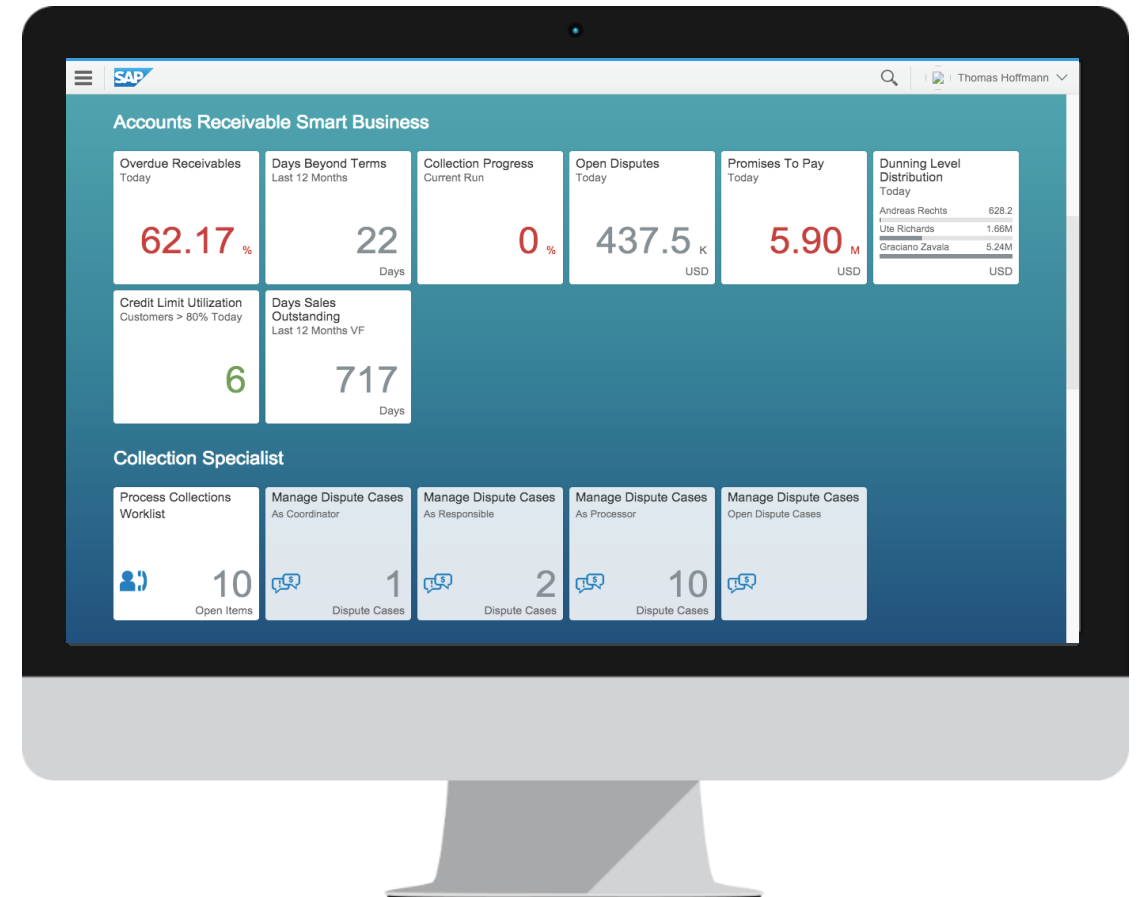 SAP
Thomas Hoffmann
Accounts Receivable Smart Business
Overdue Receivables
Today
62.17 %
Days Beyond Terms
Last 12 Months
22
Days
Collection Progress
Current Run
0 %
Open Disputes
Today
437.5 K
USD
Promises To Pay
Today
5.90 M
USD
Dunning Level
Distribution
Today
Andreas Rechts 628.2
Ute Richards 1.66M
Graciano Zavala 5.24M
USD
Credit Limit Utilization
Customers > 80% Today
6
Days Sales
Outstanding
Last 12 Months VF
717
Days
Collection Specialist
Process Collections
Worklist
10
Open Items
Manage Dispute Cases
As Coordinator
1
Dispute Cases
Manage Dispute Cases
As Responsible
2
Dispute Cases
Manage Dispute Cases
As Processor
10
Dispute Cases
Manage Dispute Cases
Open Dispute Cases